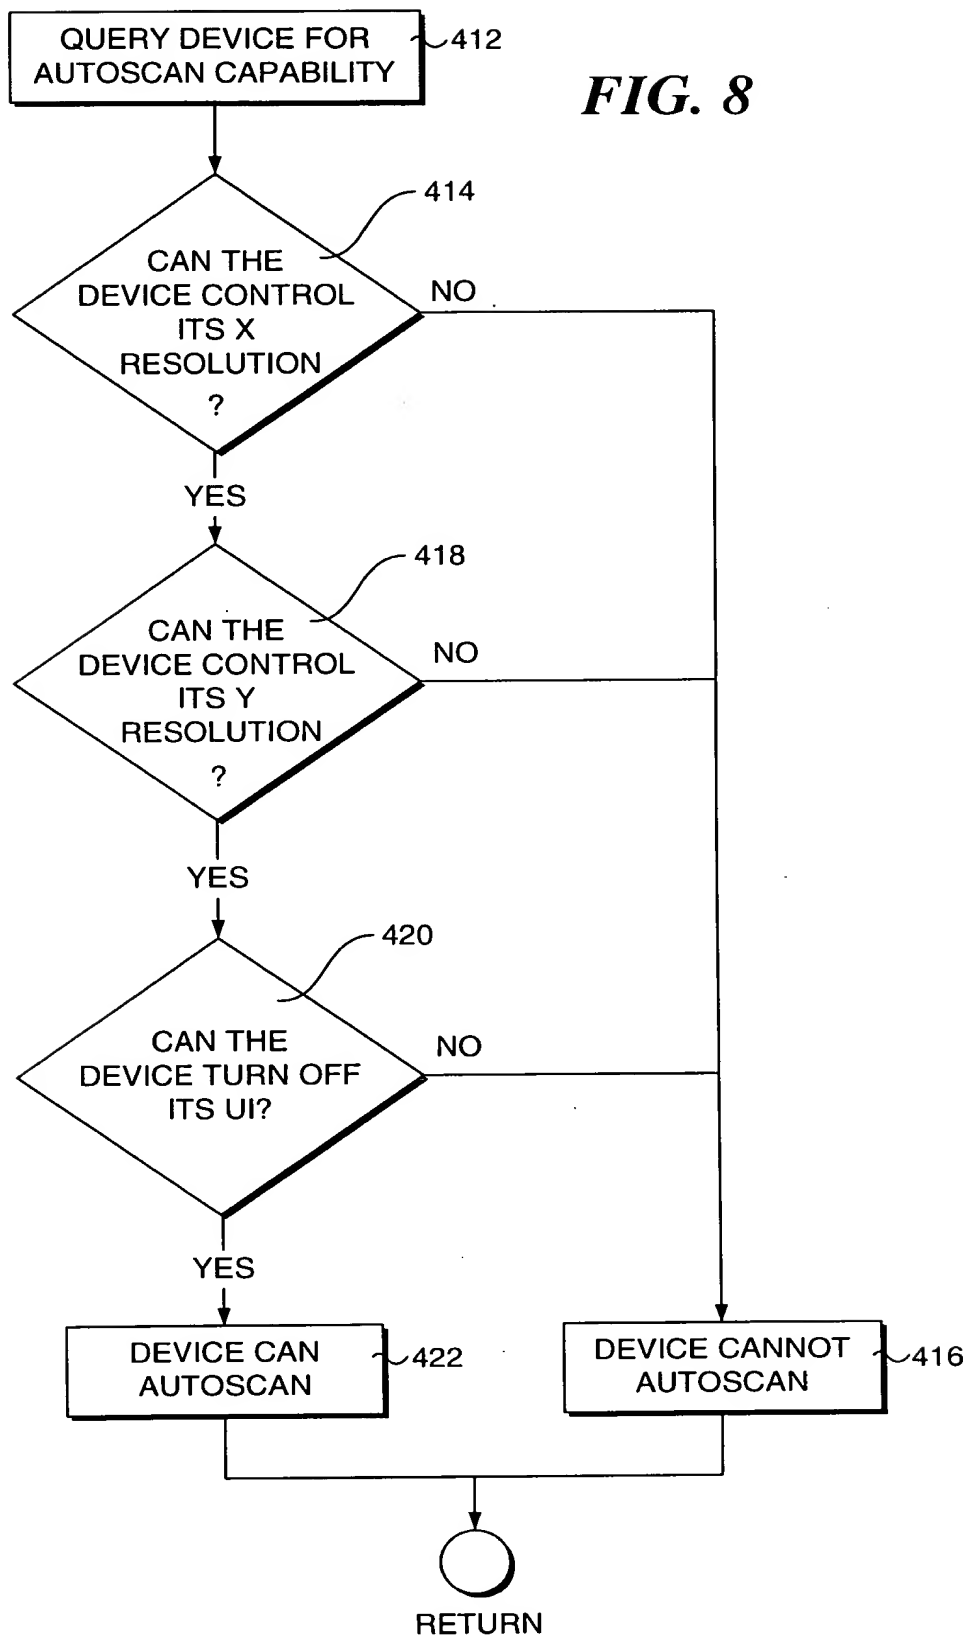 QUERY DEVICE FOR
AUTOSCAN CAPABILITY
412
FIG. 8
414
CAN THE
DEVICE CONTROL
ITS X
RESOLUTION
?
NO
YES
418
CAN THE
DEVICE CONTROL
ITS Y
RESOLUTION
?
NO
YES
420
CAN THE
DEVICE TURN OFF
ITS UI?
NO
YES
DEVICE CAN
AUTOSCAN
422
DEVICE CANNOT
AUTOSCAN
416
RETURN